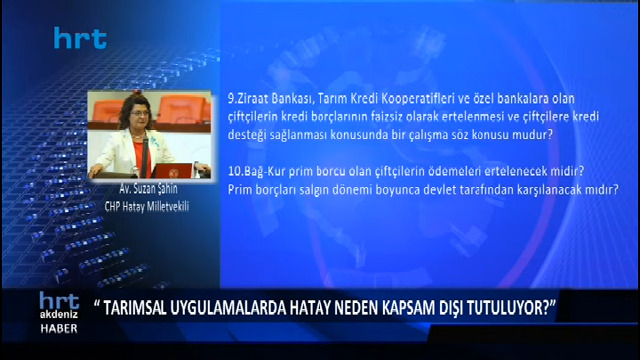 hrt
9.Ziraat Bankası, Tarım Kredi Kooperatifleri ve özel bankalara olan
çiftçilerin kredi borçlarının faizsiz olarak ertelenmesi ve çiftçilere kredi
desteği sağlanması konusunda bir çalışma söz konusu mudur?
10.Bağ-Kur prim borcu olan çiftçilerin ödemeleri ertelenecek midir?
Prim borçları salgın dönemi boyunca devlet tarafından karşılanacak mıdır?
Av. Suzan Şahin
CHP Hatay Milletvekili
hrt
akdeniz
HABER
“ TARIMSAL UYGULAMALARDA HATAY NEDEN KAPSAM DIŞI TUTULUYOR?”